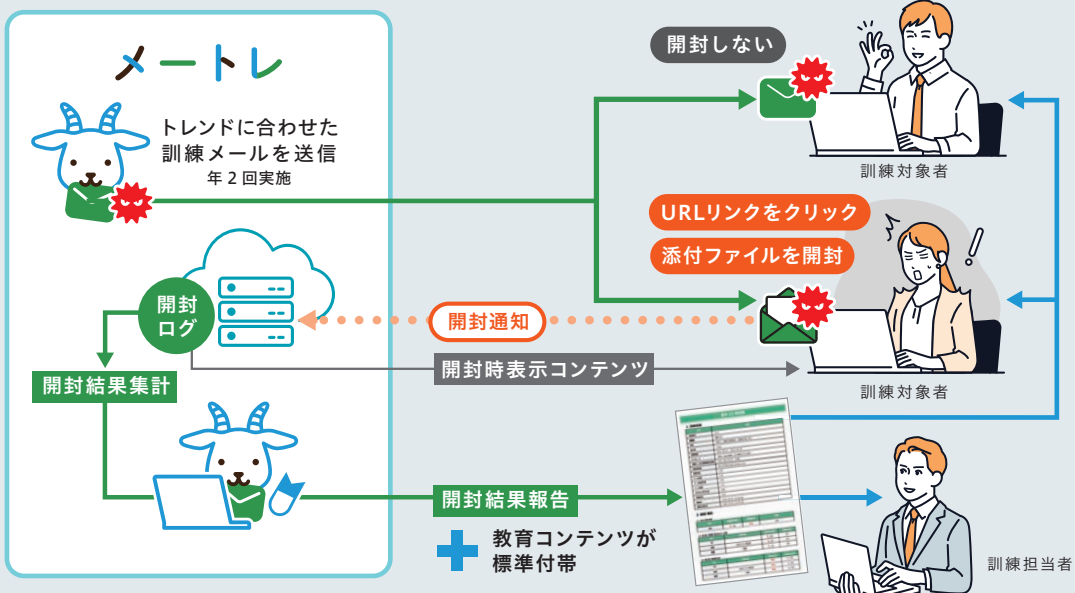 メートレ
トレンドに合わせた
訓練メールを送信
年2回実施
開封しない
訓練対象者
URLリンクをクリック
添付ファイルを開封
訓練対象者
開封
ログ
開封通知
開封時表示コンテンツ
開封結果集計
開封結果報告
教育コンテンツが
標準付帯
訓練担当者